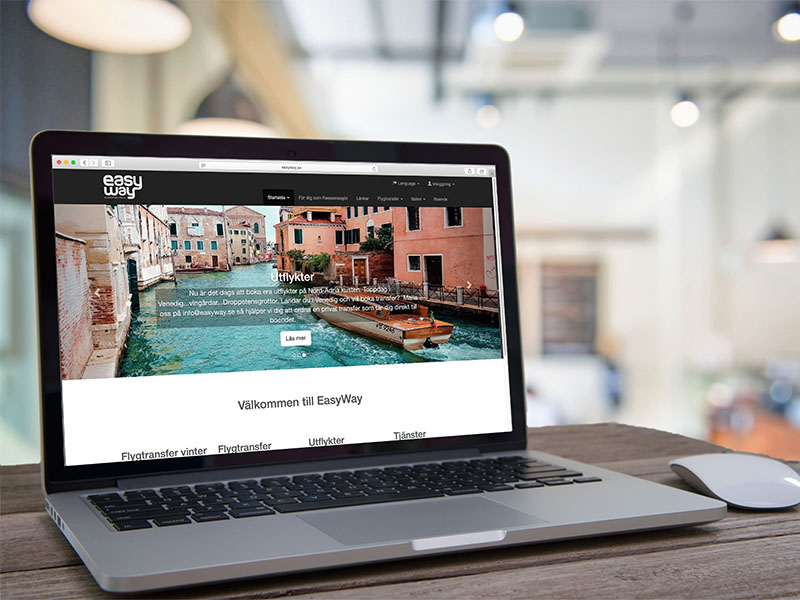 easyway.se
easy
way
Language
Inloggning
Startsida För dig som Reseansvarig Länkar Flygtransfer Italien Svenska
Utflykter
Nu är det dags att boka era utflykter på Nord-Adria kusten. Toppdag i
Venedig...vingårdar...Droppstensgrottor. Landar du i Venedig och vill boka transfer? Maila
oss på info@easyway.se så hjälper vi dig att ordna en privat transfer som tar dig direkt till
boendet.
Läs mer
Välkommen till EasyWay
Flygtransfer vinter Flygtransfer Utflykter Tjänster